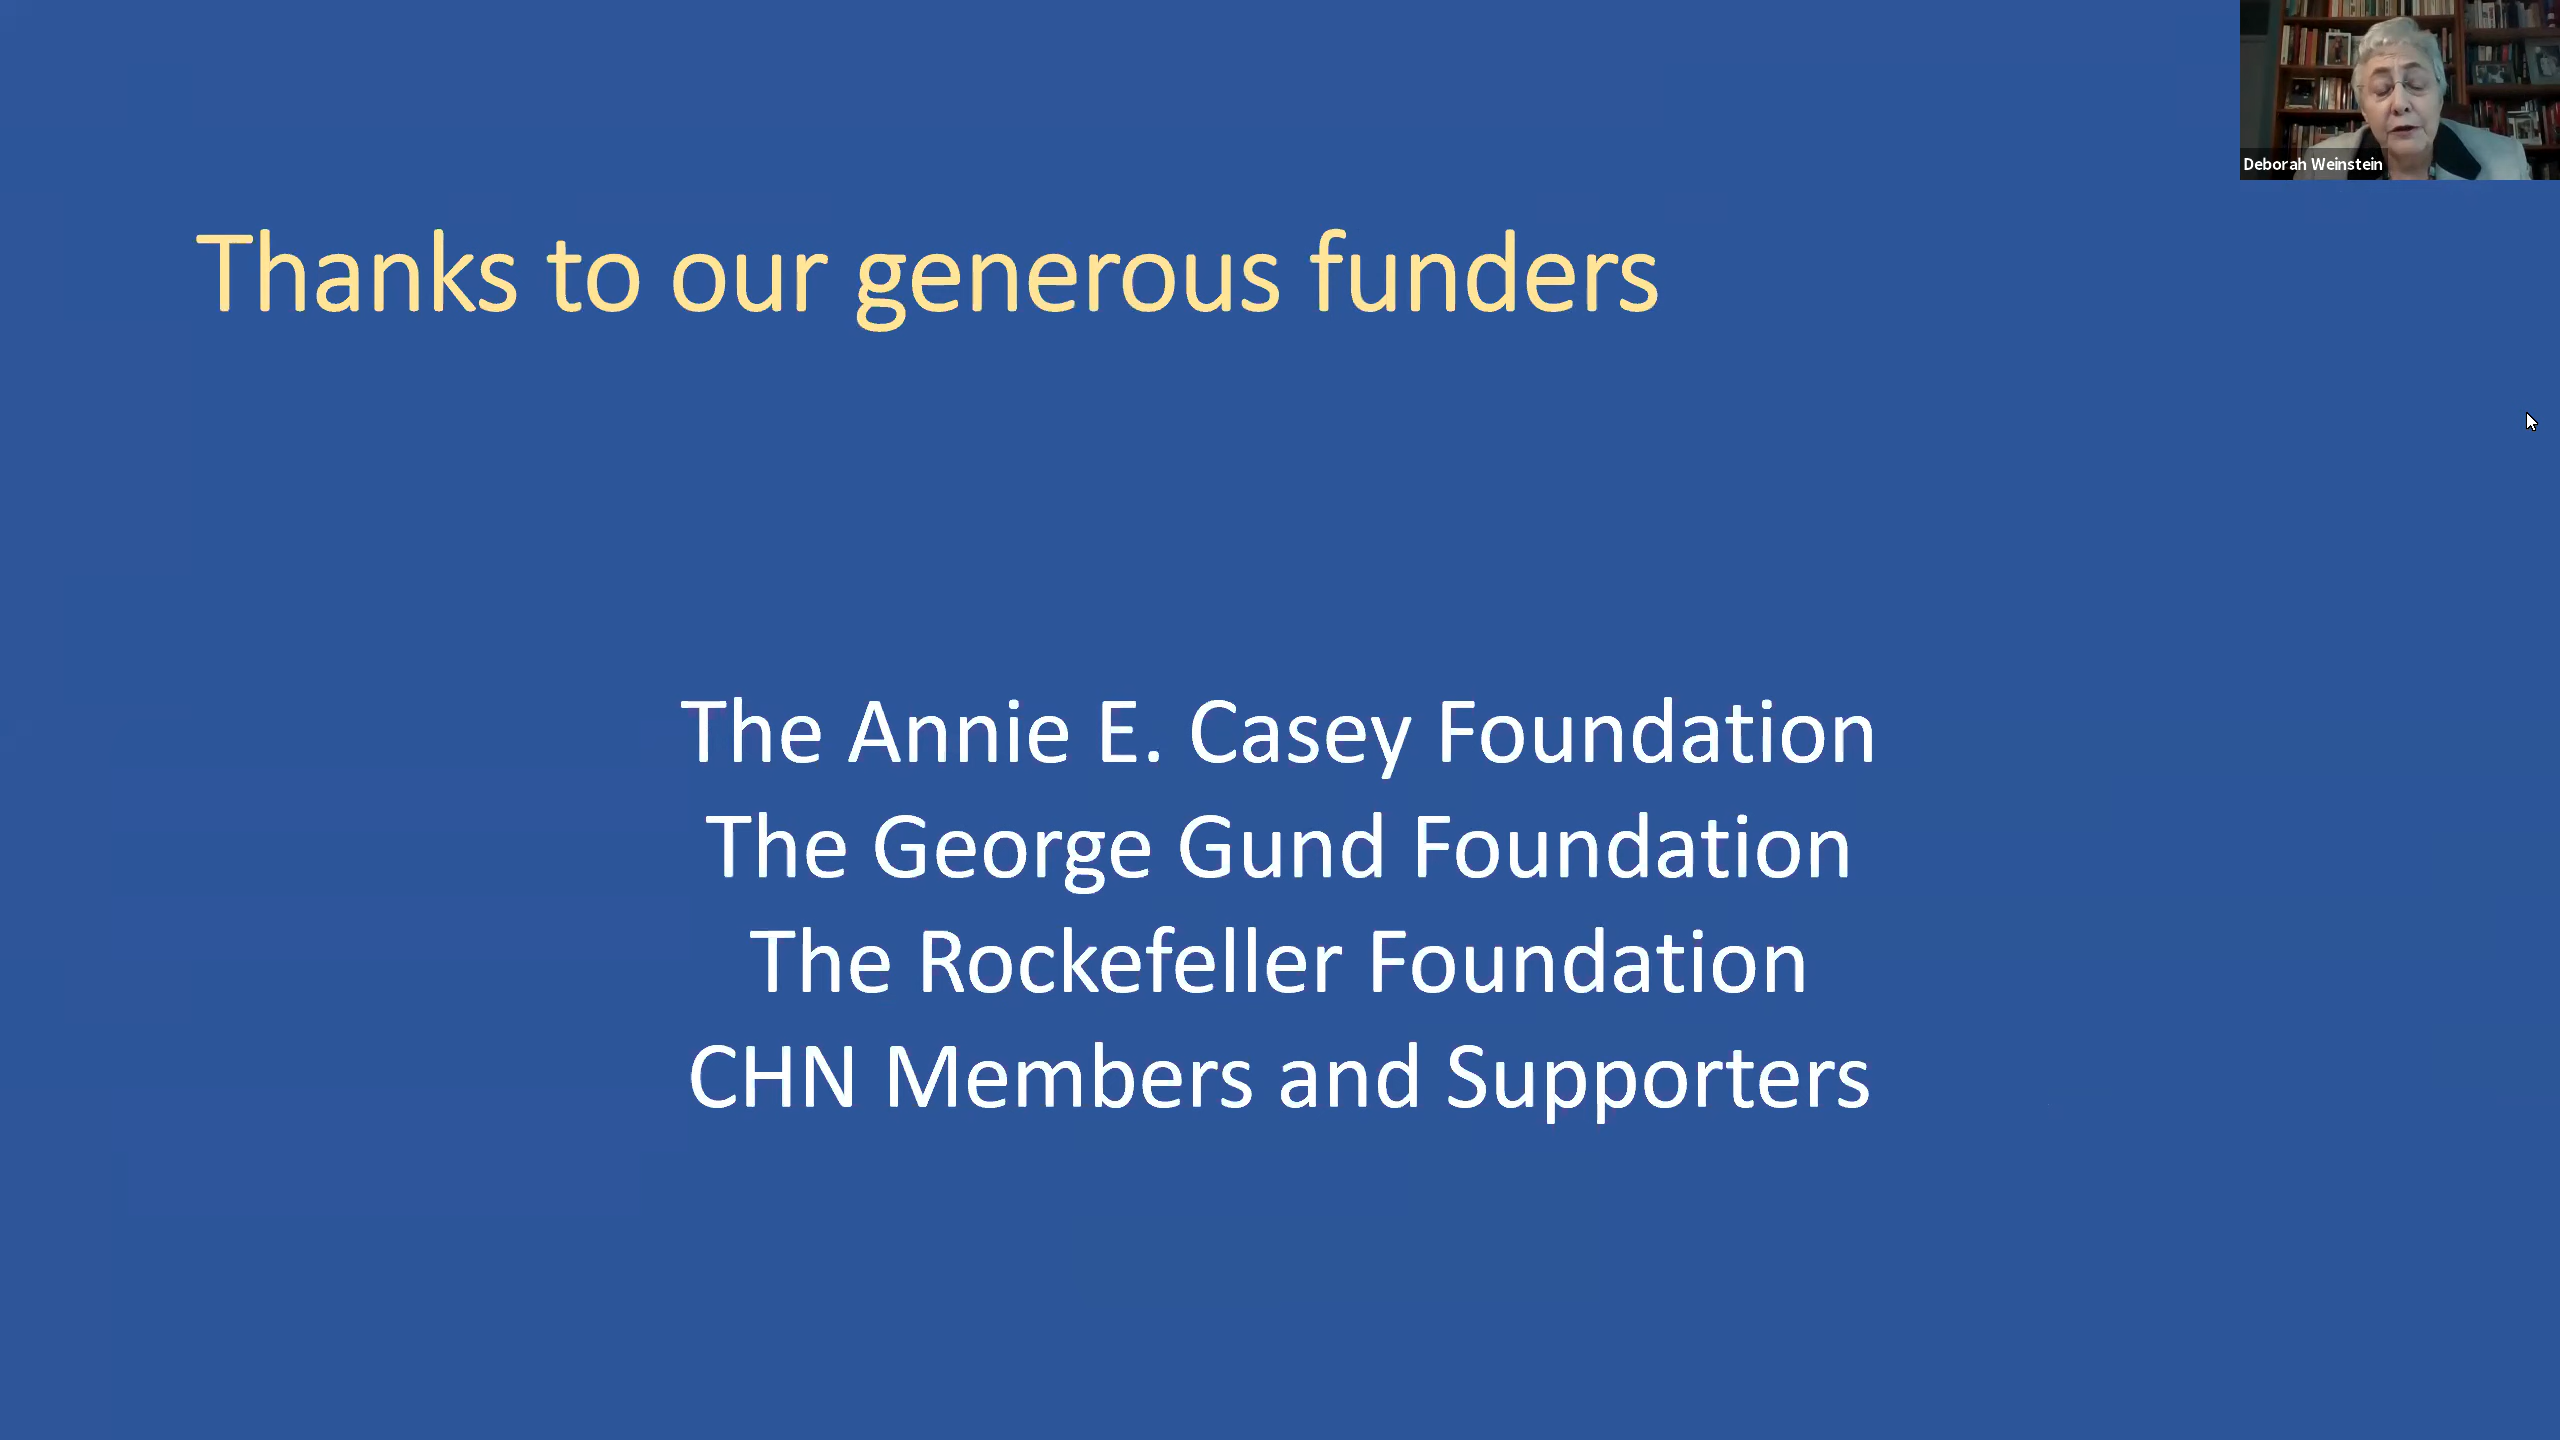 Deborah Weinstein
Thanks to our generous funders
The Annie E. Casey Foundation
The George Gund Foundation
The Rockefeller Foundation
CHN Members and Supporters